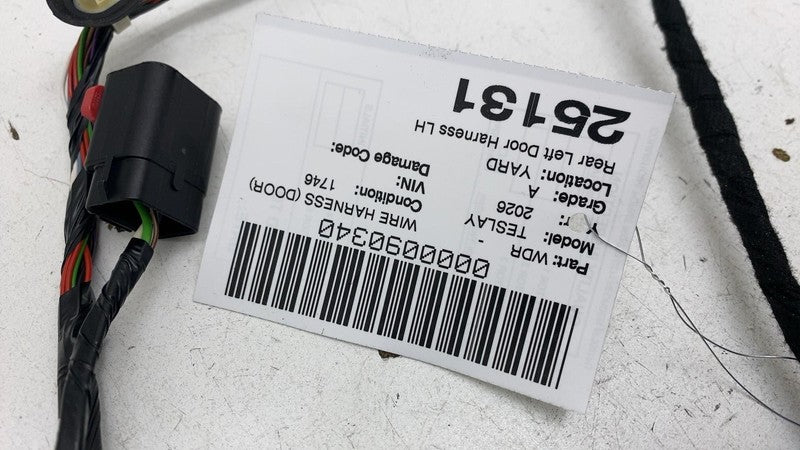 0000090340
Part: WDR - WIRE HARNESS (DOOR)
Model: TESLAY
2026
Condition: 1746
Grade: A
VIN:
Location: YARD
Damage Code:
Rear Left Door Harness LH
25131